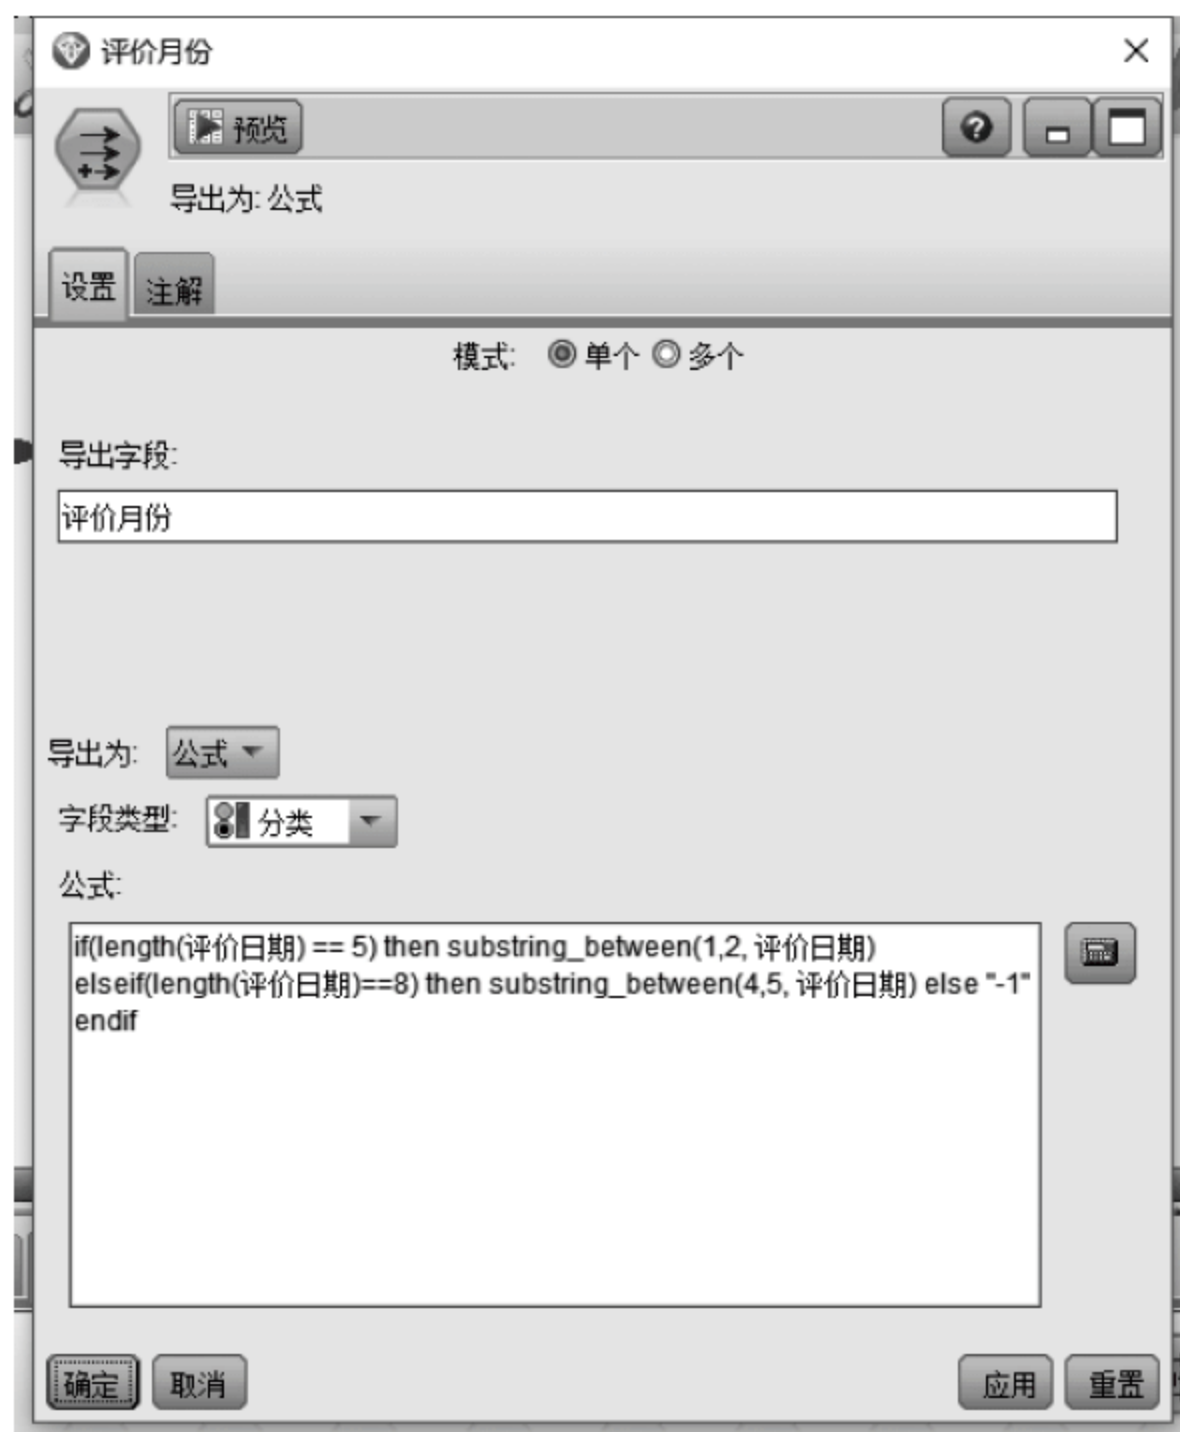 评价月份
预览
导出为: 公式
设置 注解
模式: 单个 多个
导出字段:
评价月份
导出为: 公式
字段类型: 分类
公式:
if(length(评价日期) == 5) then substring_between(1,2, 评价日期)
elseif(length(评价日期)==8) then substring_between(4,5, 评价日期) else "-1"
endif
确定 取消 应用 重置